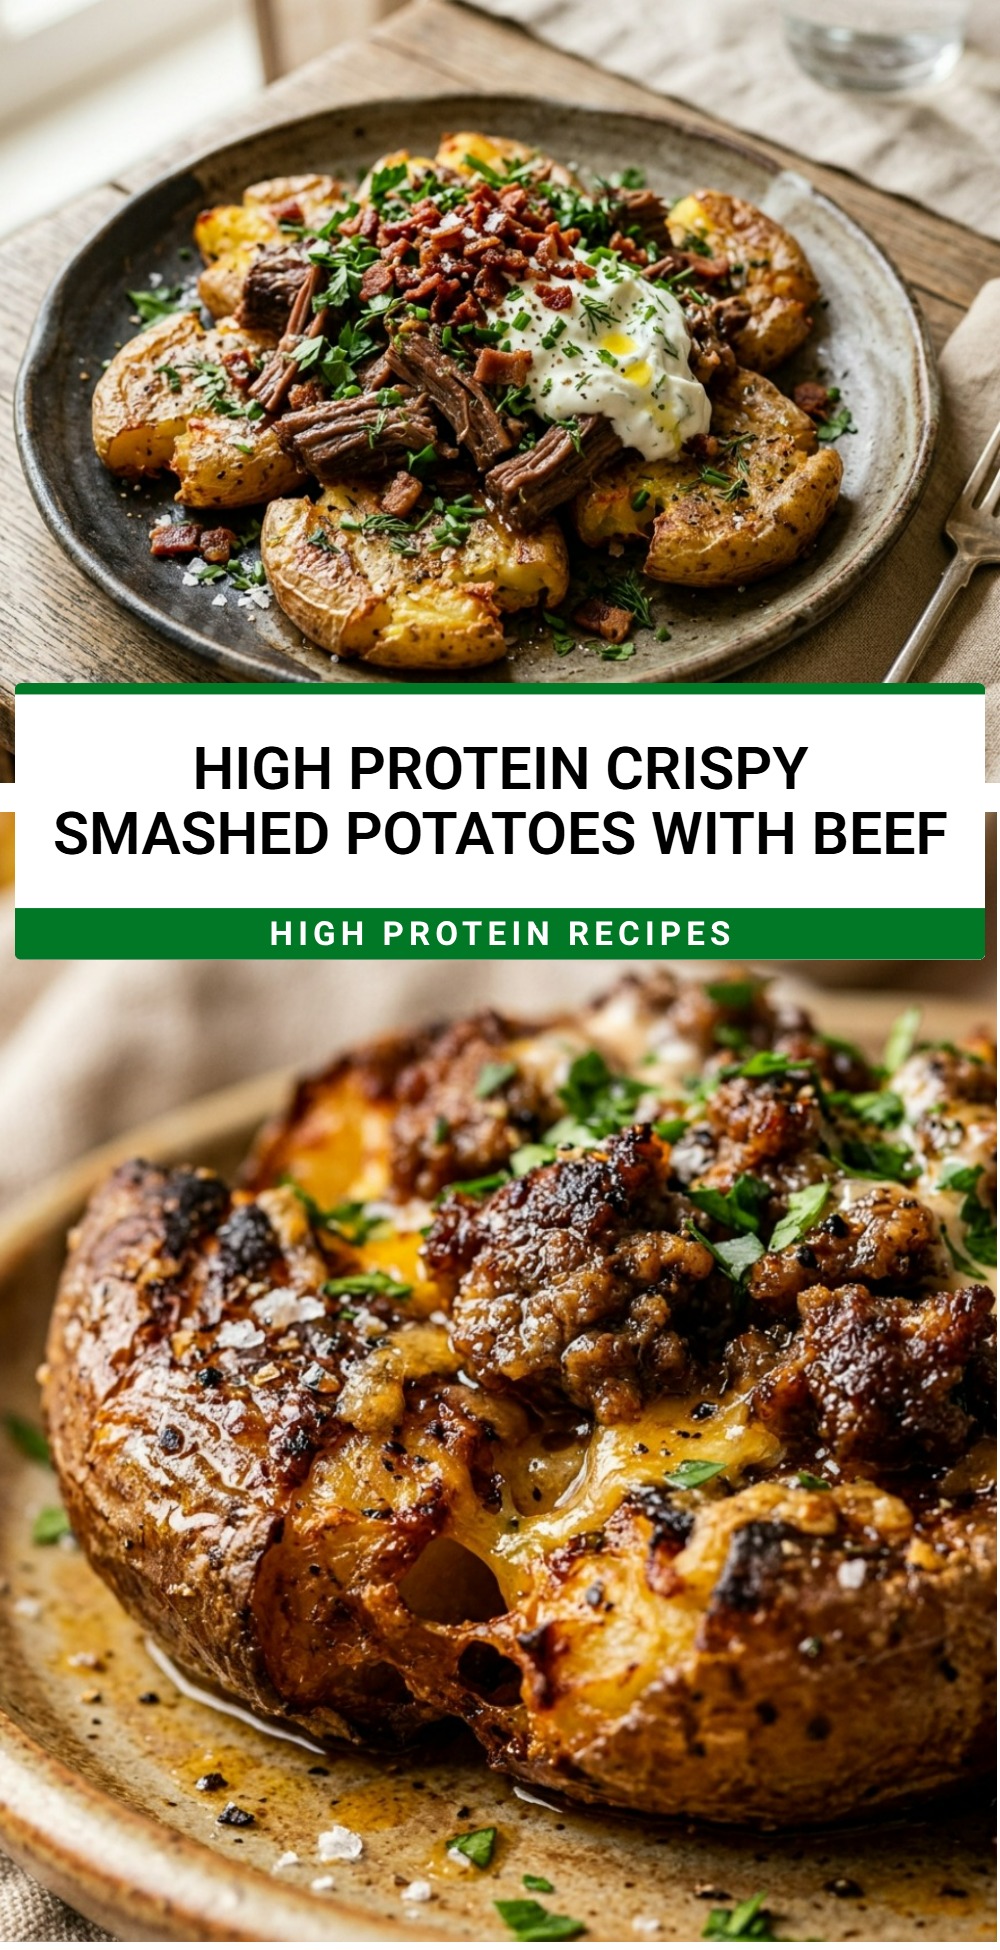 HIGH PROTEIN CRISPY
SMASHED POTATOES WITH BEEF
HIGH PROTEIN RECIPES